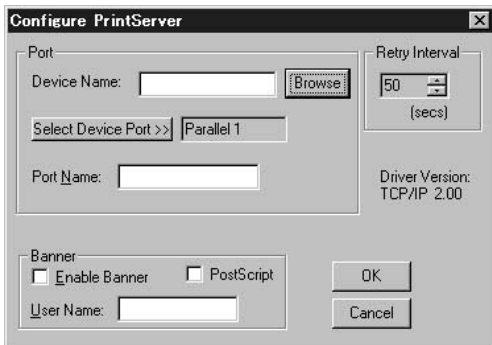 Configure PrintServer
Port
Device Name:
Browse
Select Device Port >>
Parallel 1
Port Name:
Retry Interval
50
(secs)
Driver Version:
TCP/IP 2.00
Banner
Enable Banner
PostScript
User Name:
OK
Cancel